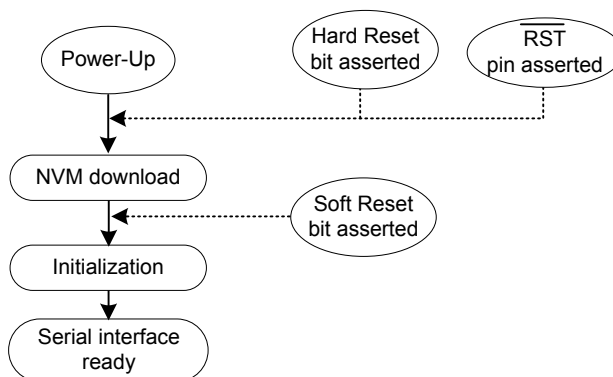 Power-Up
Hard Reset
bit asserted
RST
pin asserted
NVM download
Soft Reset
bit asserted
Initialization
Serial interface
ready